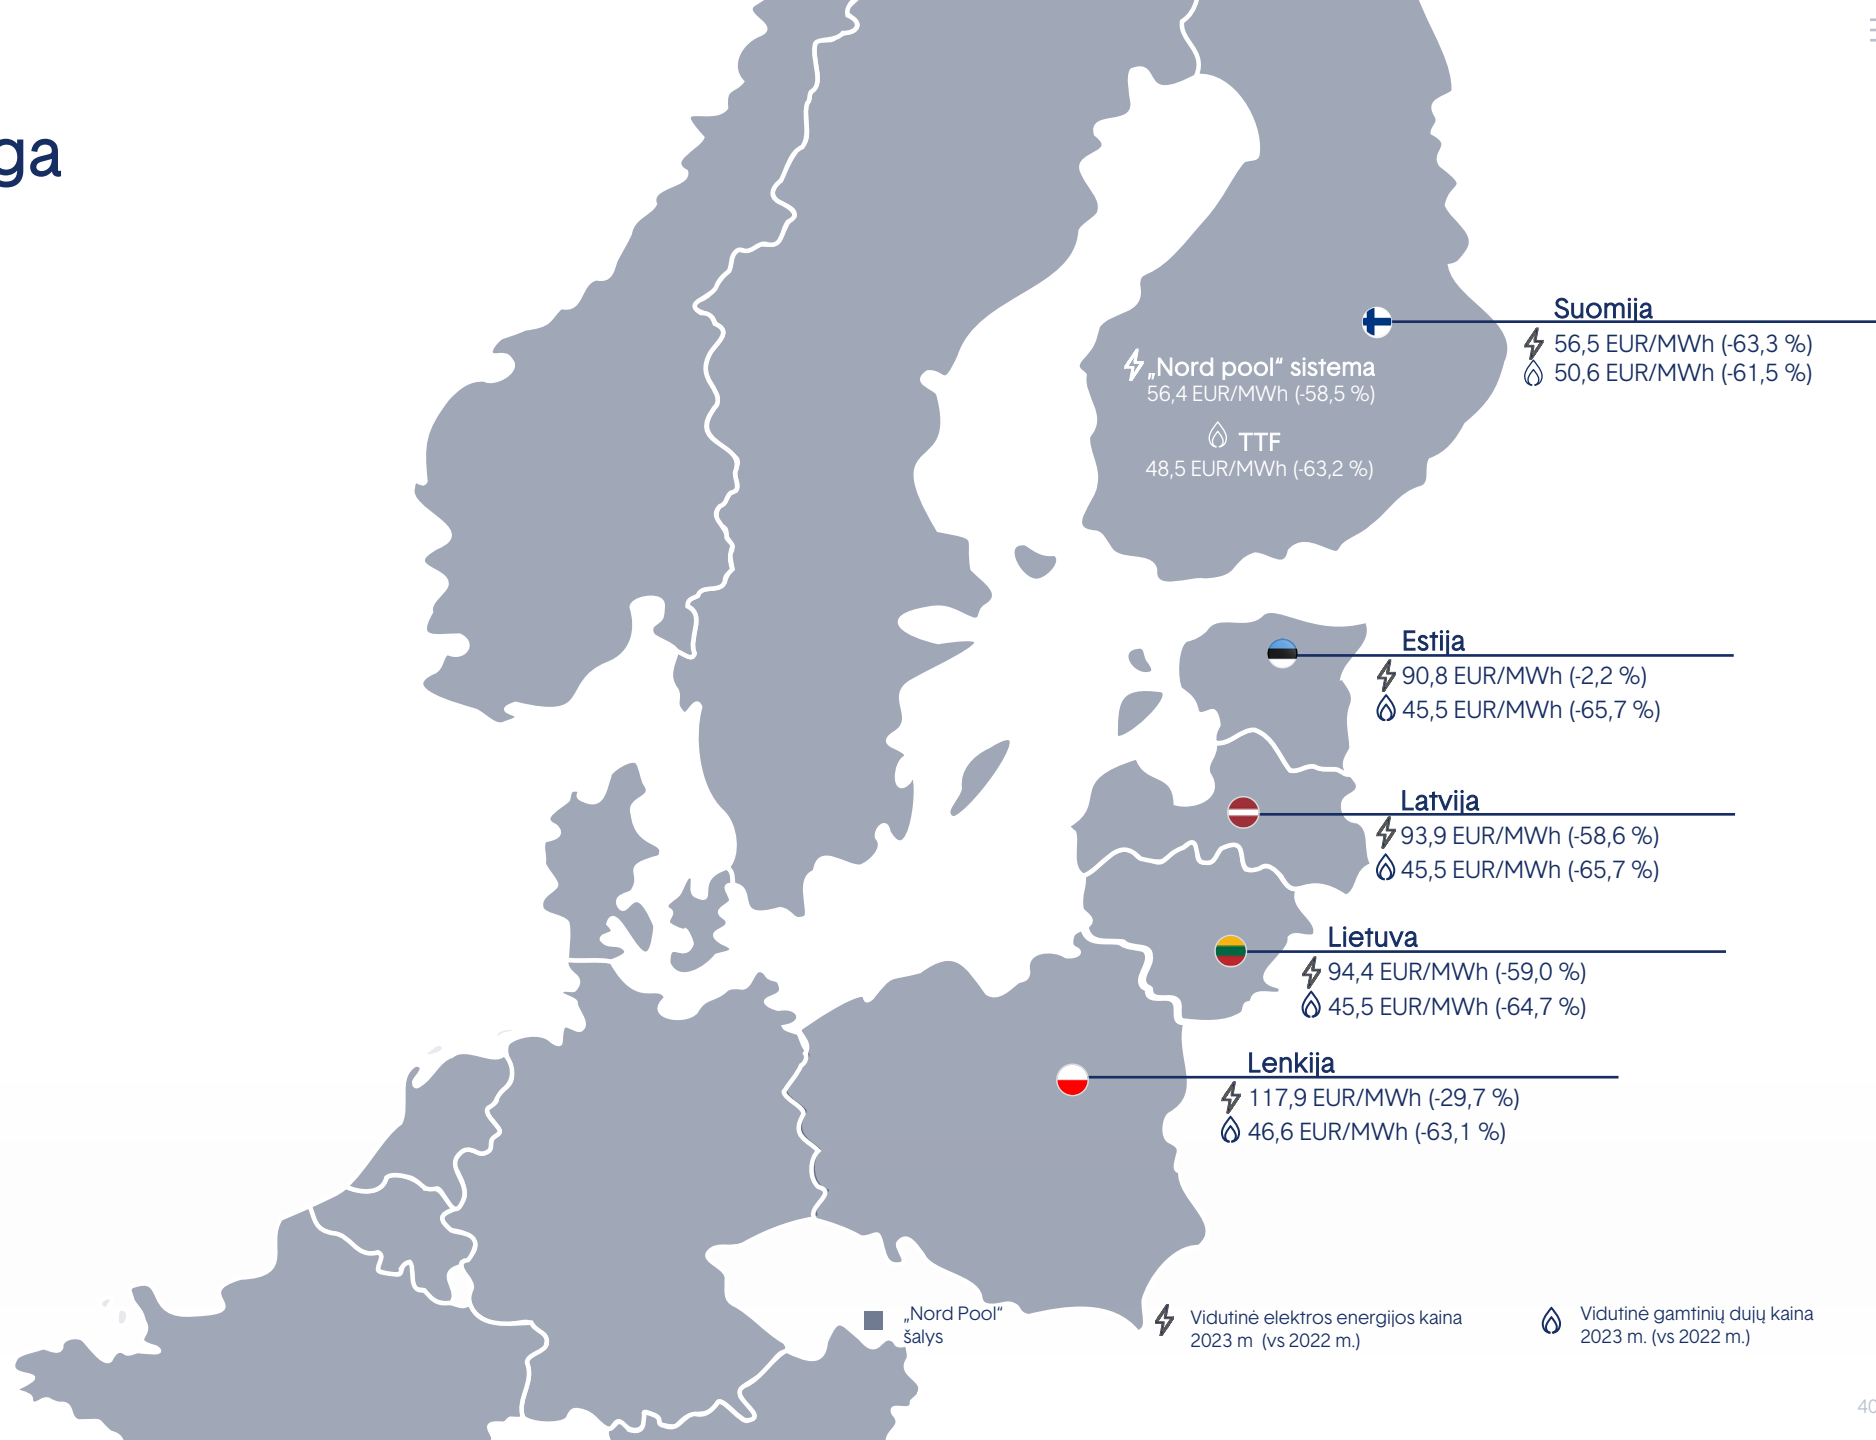 ga
Suomija
56,5 EUR/MWh (-63,3 %)
50,6 EUR/MWh (-61,5 %)
„Nord pool“ sistema
56,4 EUR/MWh (-58,5 %)
TTF
48,5 EUR/MWh (-63,2 %)
Estija
90,8 EUR/MWh (-2,2 %)
45,5 EUR/MWh (-65,7 %)
Latvija
93,9 EUR/MWh (-58,6 %)
45,5 EUR/MWh (-65,7 %)
Lietuva
94,4 EUR/MWh (-59,0 %)
45,5 EUR/MWh (-64,7 %)
Lenkija
117,9 EUR/MWh (-29,7 %)
46,6 EUR/MWh (-63,1 %)
„Nord Pool“
šalys
Vidutinė elektros energijos kaina
2023 m (vs 2022 m.)
Vidutinė gamtinių dujų kaina
2023 m. (vs 2022 m.)
40